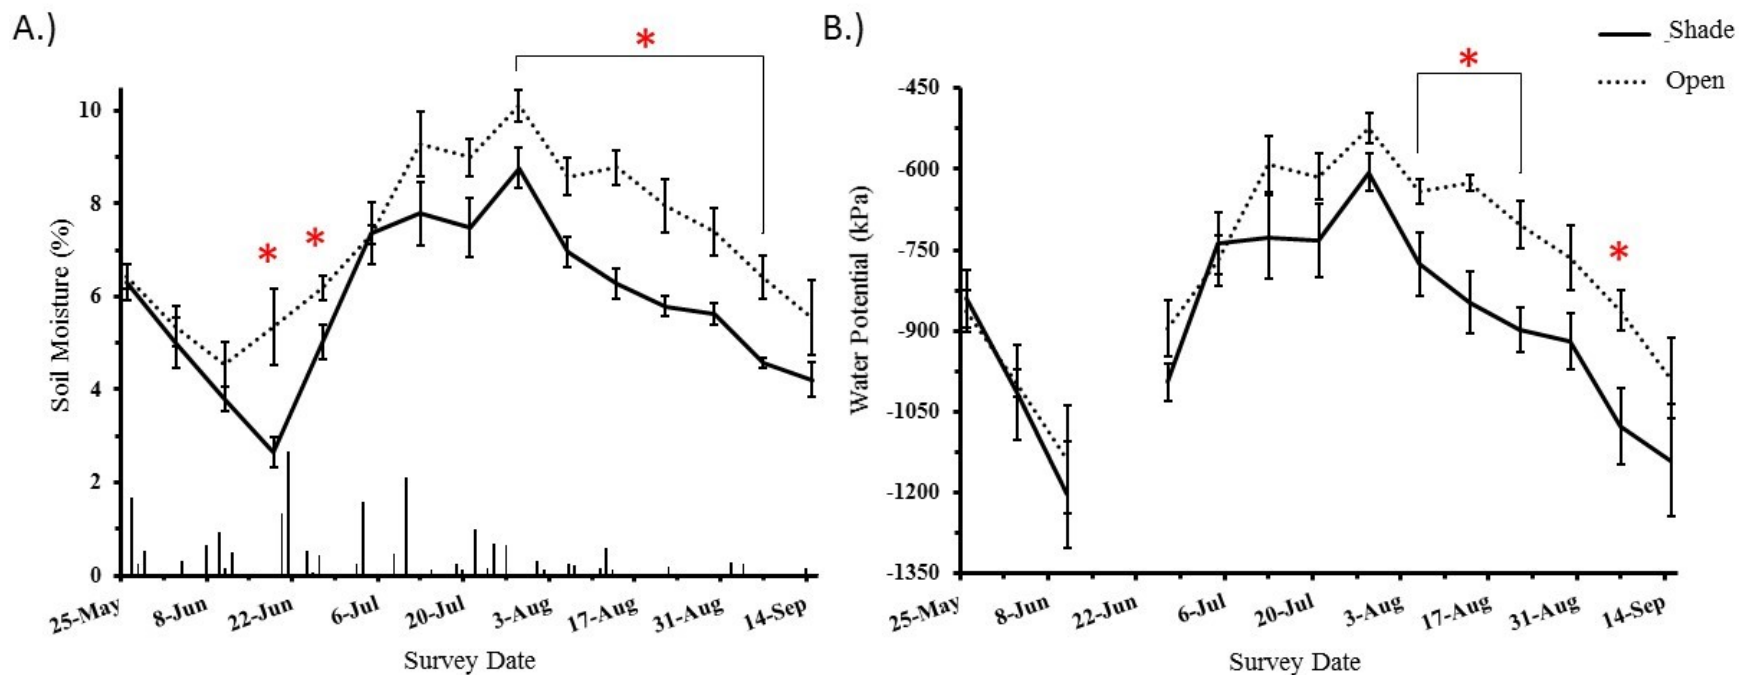 A.)
*
*
*
Soil Moisture (%)
10
8
6
4
2
0
25-May
8-Jun
22-Jun
6-Jul
20-Jul
3-Aug
17-Aug
31-Aug
14-Sep
Survey Date
B.)
Shade
Open
*
*
Water Potential (kPa)
-450
-600
-750
-900
-1050
-1200
-1350
25-May
8-Jun
22-Jun
6-Jul
20-Jul
3-Aug
17-Aug
31-Aug
14-Sep
Survey Date